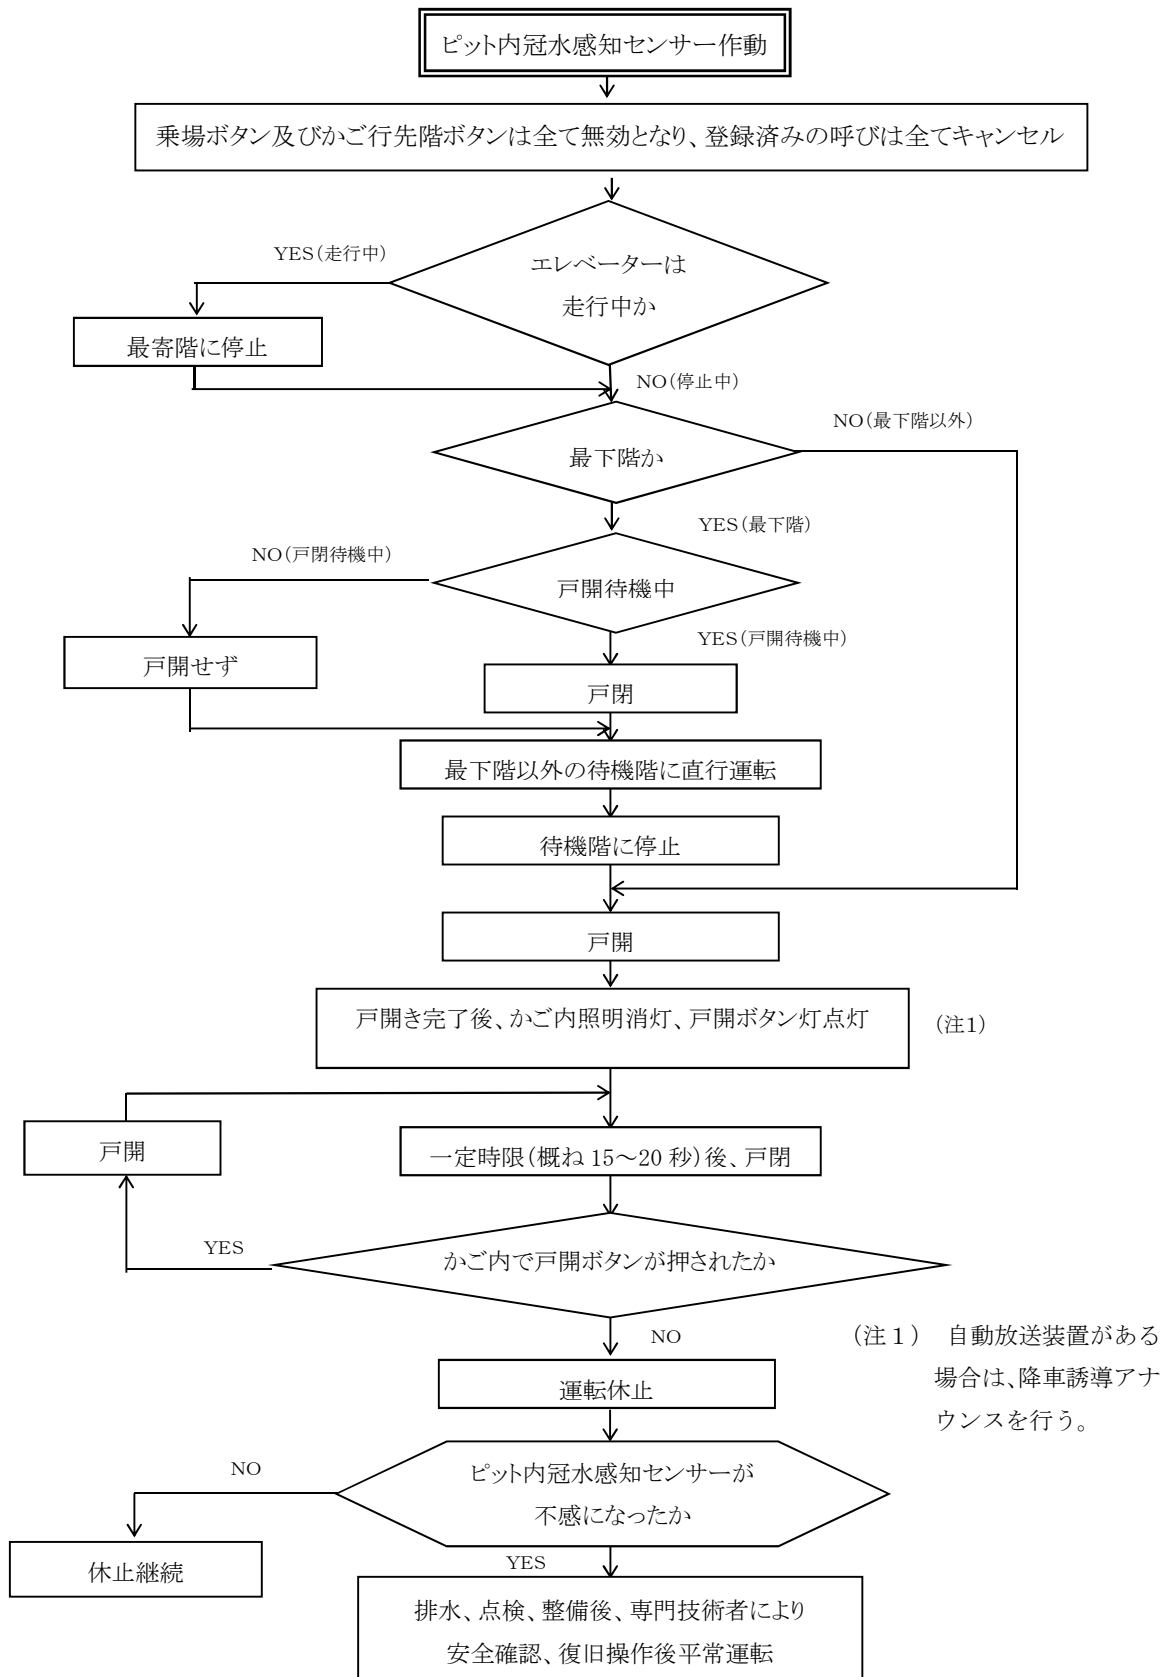 ピット内冠水感知センサー作動
乗場ボタン及びかご行先階ボタンは全て無効となり、登録済みの呼びは全てキャンセル
YES(走行中)
エレベーターは
走行中か
最寄階に停止
NO(停止中)
NO(最下階以外)
最下階か
YES(最下階)
NO(戸閉待機中)
戸開待機中
YES(戸開待機中)
戸開せず
戸閉
最下階以外の待機階に直行運転
待機階に停止
戸開
戸開き完了後、かご内照明消灯、戸開ボタン灯点灯
(注1)
戸開
一定時限(概ね 15～20 秒)後、戸閉
YES
かご内で戸開ボタンが押されたか
NO
(注１) 自動放送装置がある
場合は、降車誘導アナ
ウンスを行う。
運転休止
NO
ピット内冠水感知センサーが
不感になったか
休止継続
YES
排水、点検、整備後、専門技術者により
安全確認、復旧操作後平常運転